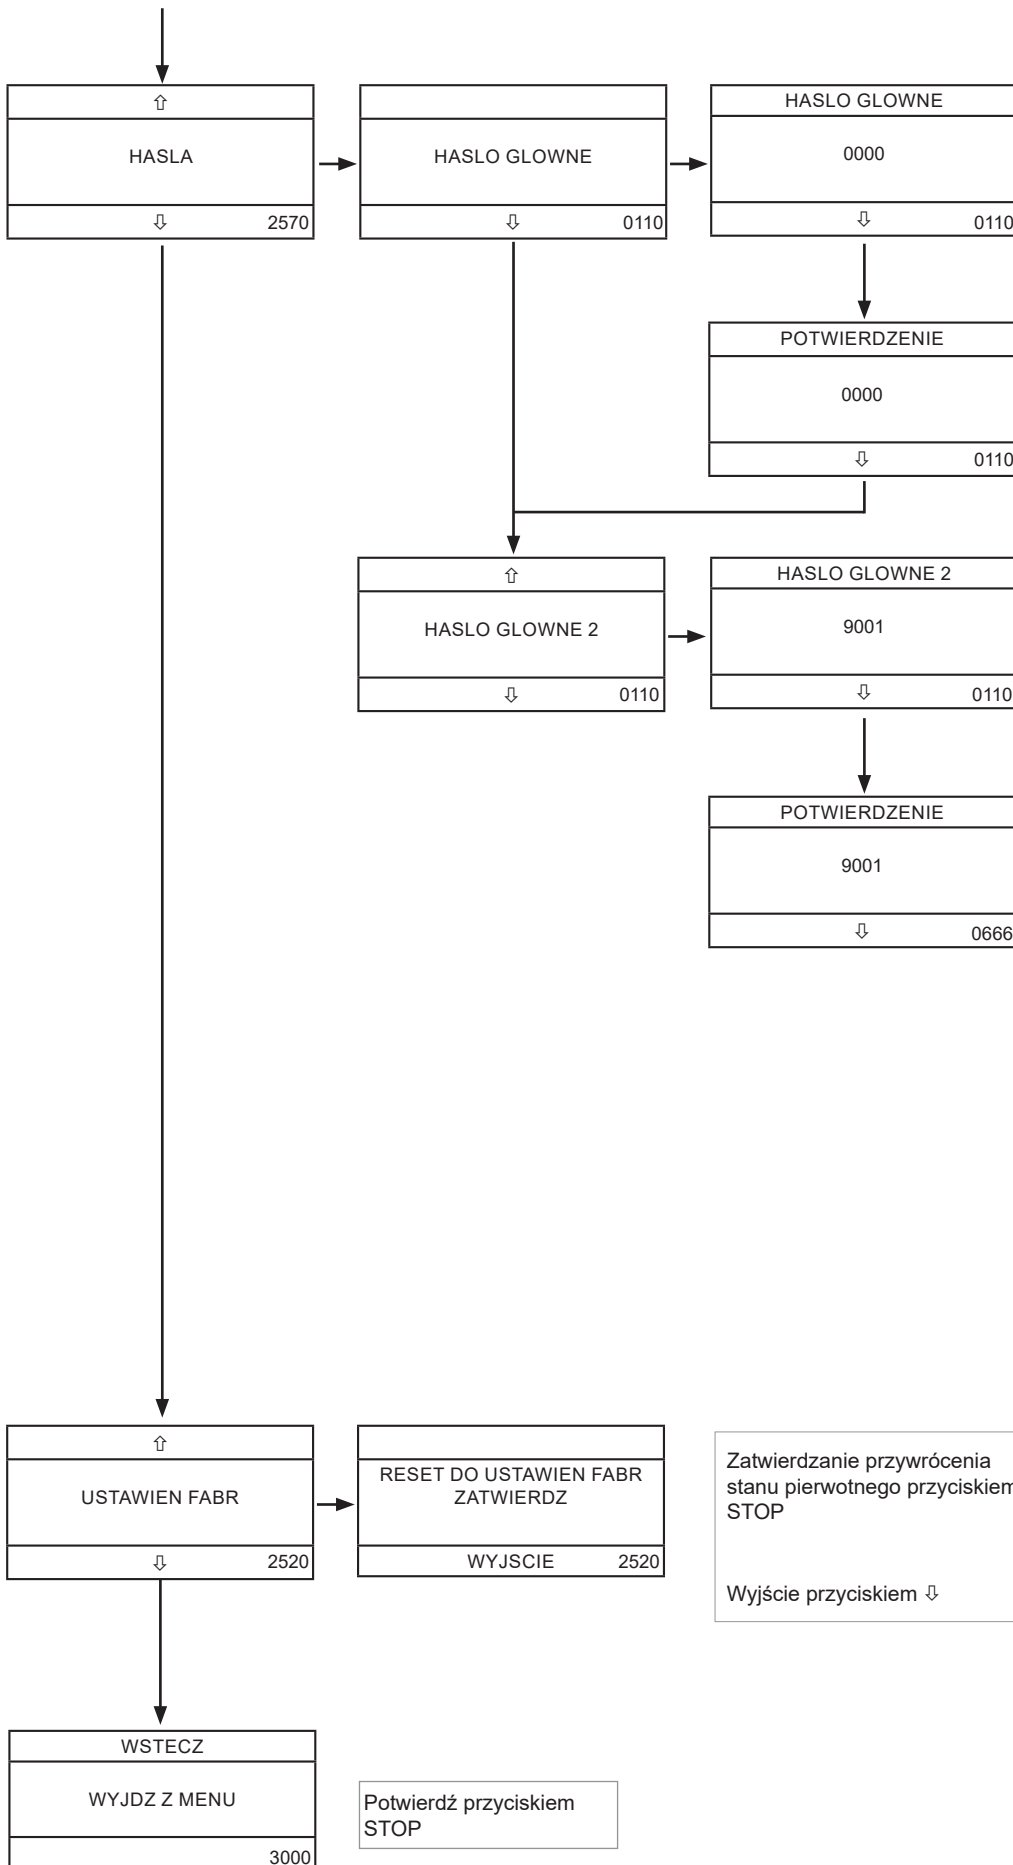 ⇧
HASLA
⇩ 2570
HASLO GLOWNE
⇩ 0110
HASLO GLOWNE
0000
⇩ 0110
POTWIERDZENIE
0000
⇩ 0110
⇧
HASLO GLOWNE 2
⇩ 0110
HASLO GLOWNE 2
9001
⇩ 0110
POTWIERDZENIE
9001
⇩ 0666
⇧
USTAWIEN FABR
⇩ 2520
RESET DO USTAWIEN FABR
ZATWIERDZ
WYJSCIE 2520
Zatwierdzanie przywrócenia
stanu pierwotnego przyciskiem
STOP
Wyjście przyciskiem ⇩
WSTECZ
WYJDZ Z MENU
3000
Potwierdź przyciskiem
STOP